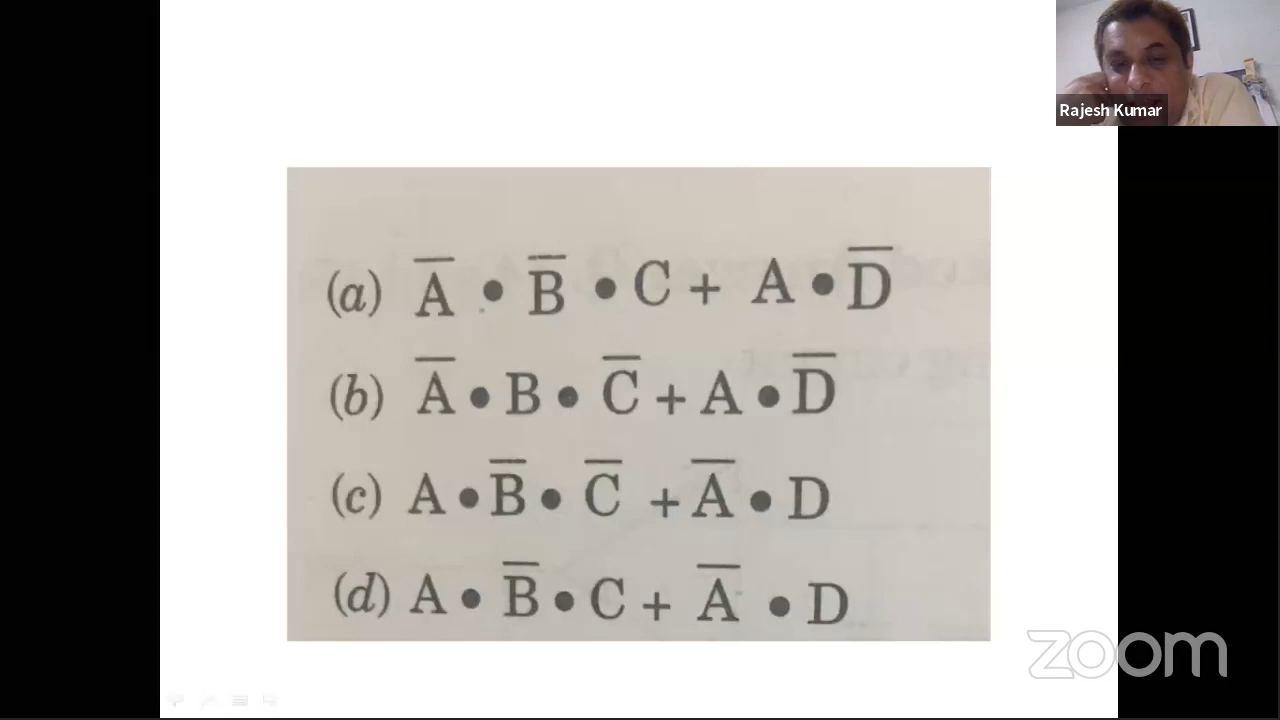 Rajesh Kumar
(a) A̅ • B̅ • C + A • D̅
(b) A̅ • B • C̅ + A • D̅
(c) A • B̅ • C̅ + A̅ • D
(d) A • B̅ • C + A̅ • D
zoom